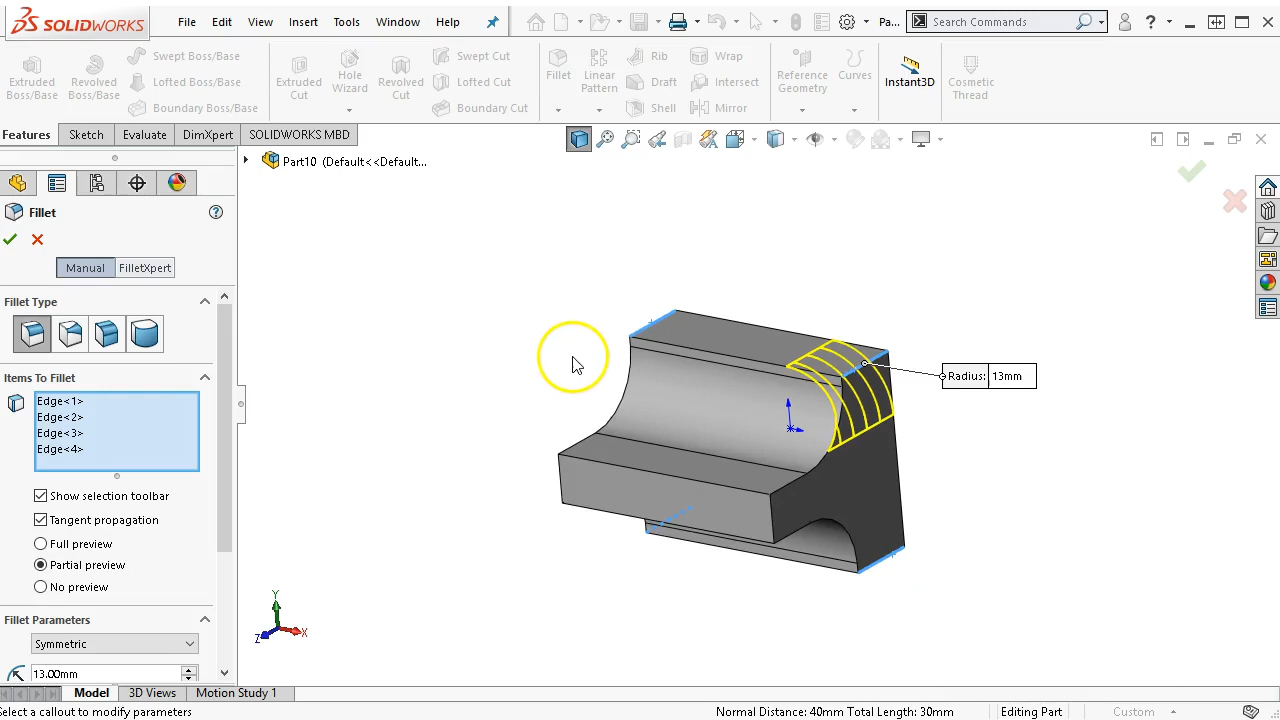 SOLIDWORKS
File Edit View Insert Tools Window Help
Pa...
Search Commands
Extruded Boss/Base
Revolved Boss/Base
Swept Boss/Base
Lofted Boss/Base
Boundary Boss/Base
Extruded Cut
Hole Wizard
Revolved Cut
Swept Cut
Lofted Cut
Boundary Cut
Fillet
Linear Pattern
Rib
Draft
Shell
Wrap
Intersect
Mirror
Reference Geometry
Curves
Instant3D
Cosmetic Thread
Features Sketch Evaluate DimXpert SOLIDWORKS MBD
Part10 (Default<<Default...
Fillet
Manual FilletXpert
Fillet Type
Items To Fillet
Edge<1>
Edge<2>
Edge<3>
Edge<4>
Show selection toolbar
Tangent propagation
Full preview
Partial preview
No preview
Fillet Parameters
Symmetric
13.00mm
Radius: 13mm
Y
X
Z
Model 3D Views Motion Study 1
Select a callout to modify parameters
Normal Distance: 40mm Total Length: 30mm Editing Part Custom